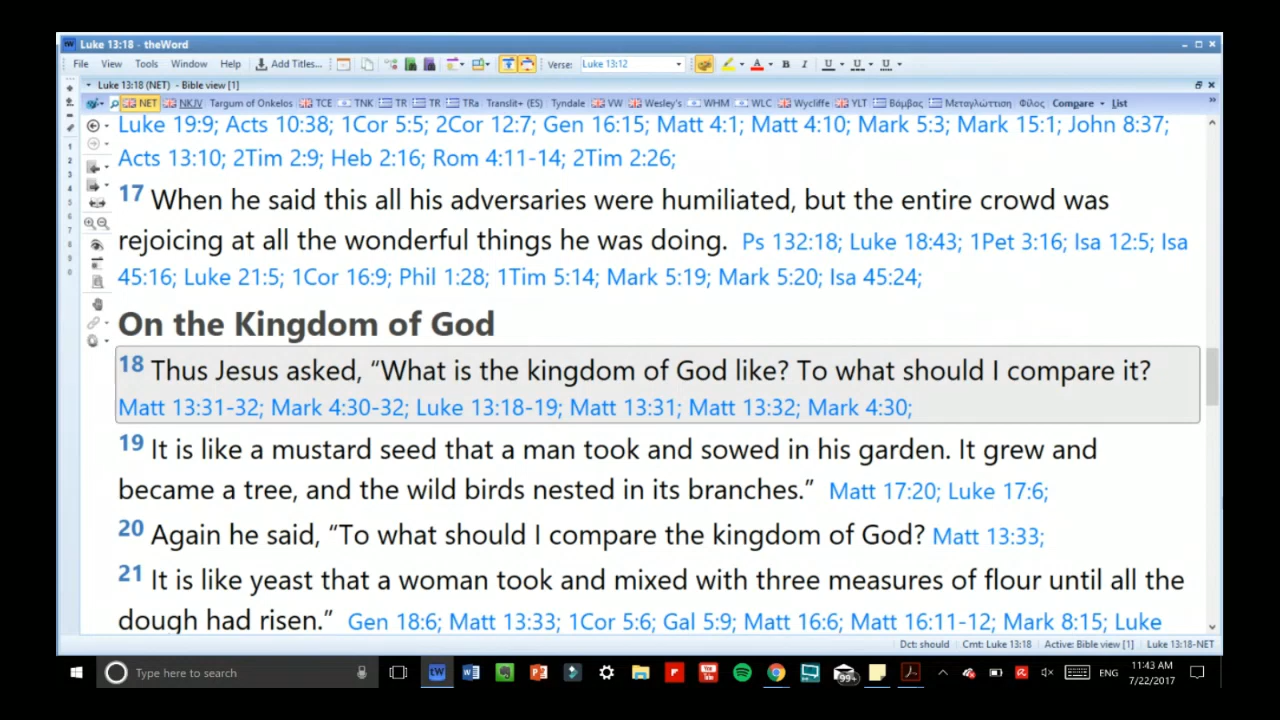 Luke 13:18 - theWord
File View Tools Window Help Add Titles... Verse: Luke 13:12 A B I U U U
Luke 13:18 (NET) - Bible view [1]
NET NKJV Targum of Onkelos TCE TNK TR TR TRa Translit+ (ES) Tyndale VW Wesley's WHM WLC Wycliffe YLT Βάμβας Μεταγλώττιση Φίλος Compare List
Luke 19:9; Acts 10:38; 1Cor 5:5; 2Cor 12:7; Gen 16:15; Matt 4:1; Matt 4:10; Mark 5:3; Mark 15:1; John 8:37;
Acts 13:10; 2Tim 2:9; Heb 2:16; Rom 4:11-14; 2Tim 2:26;
17 When he said this all his adversaries were humiliated, but the entire crowd was
rejoicing at all the wonderful things he was doing. Ps 132:18; Luke 18:43; 1Pet 3:16; Isa 12:5; Isa
45:16; Luke 21:5; 1Cor 16:9; Phil 1:28; 1Tim 5:14; Mark 5:19; Mark 5:20; Isa 45:24;
On the Kingdom of God
18 Thus Jesus asked, “What is the kingdom of God like? To what should I compare it?
Matt 13:31-32; Mark 4:30-32; Luke 13:18-19; Matt 13:31; Matt 13:32; Mark 4:30;
19 It is like a mustard seed that a man took and sowed in his garden. It grew and
became a tree, and the wild birds nested in its branches.” Matt 17:20; Luke 17:6;
20 Again he said, “To what should I compare the kingdom of God? Matt 13:33;
21 It is like yeast that a woman took and mixed with three measures of flour until all the
dough had risen.” Gen 18:6; Matt 13:33; 1Cor 5:6; Gal 5:9; Matt 16:6; Matt 16:11-12; Mark 8:15; Luke
Dct: should Cmt: Luke 13:18 Active: Bible view [1] Luke 13:18-NET
Type here to search 99+ ENG 11:43 AM
7/22/2017